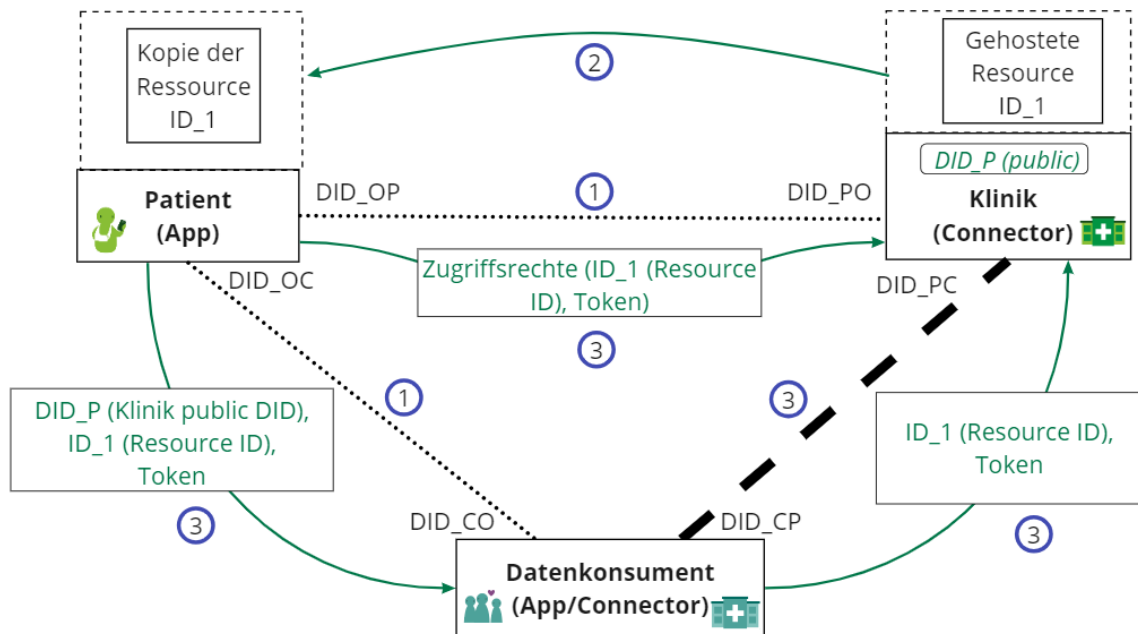 Kopie der
Ressource
ID_1
2
Gehostete
Resource
ID_1
DID_P (public)
Patient
(App)
DID_OP
1
DID_PO
Klinik
(Connector)
DID_OC
Zugriffsrechte (ID_1 (Resource
ID), Token)
DID_PC
3
DID_P (Klinik public DID),
ID_1 (Resource ID),
Token
1
3
ID_1 (Resource ID),
Token
3
DID_CO
DID_CP
3
Datenkonsument
(App/Connector)